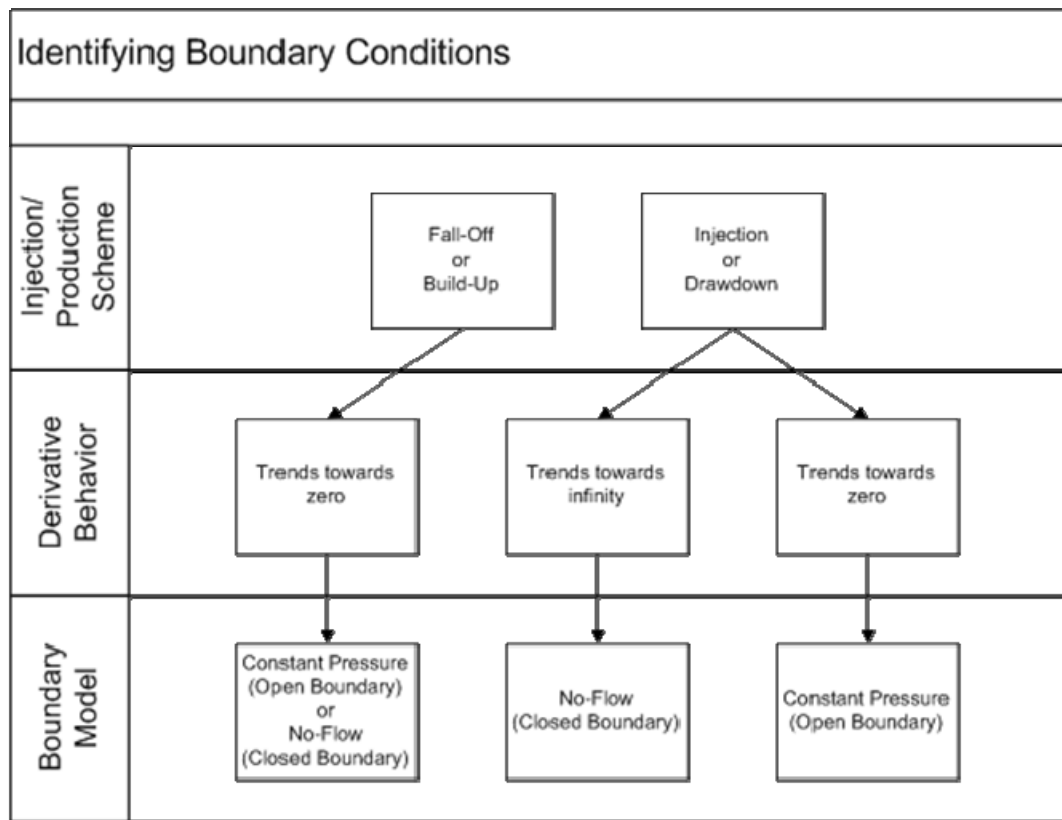 Identifying Boundary Conditions
Injection/
Production
Scheme
Fall-Off
or
Build-Up
Injection
or
Drawdown
Derivative
Behavior
Trends towards
zero
Trends towards
infinity
Trends towards
zero
Boundary
Model
Constant Pressure
(Open Boundary)
or
No-Flow
(Closed Boundary)
No-Flow
(Closed Boundary)
Constant Pressure
(Open Boundary)